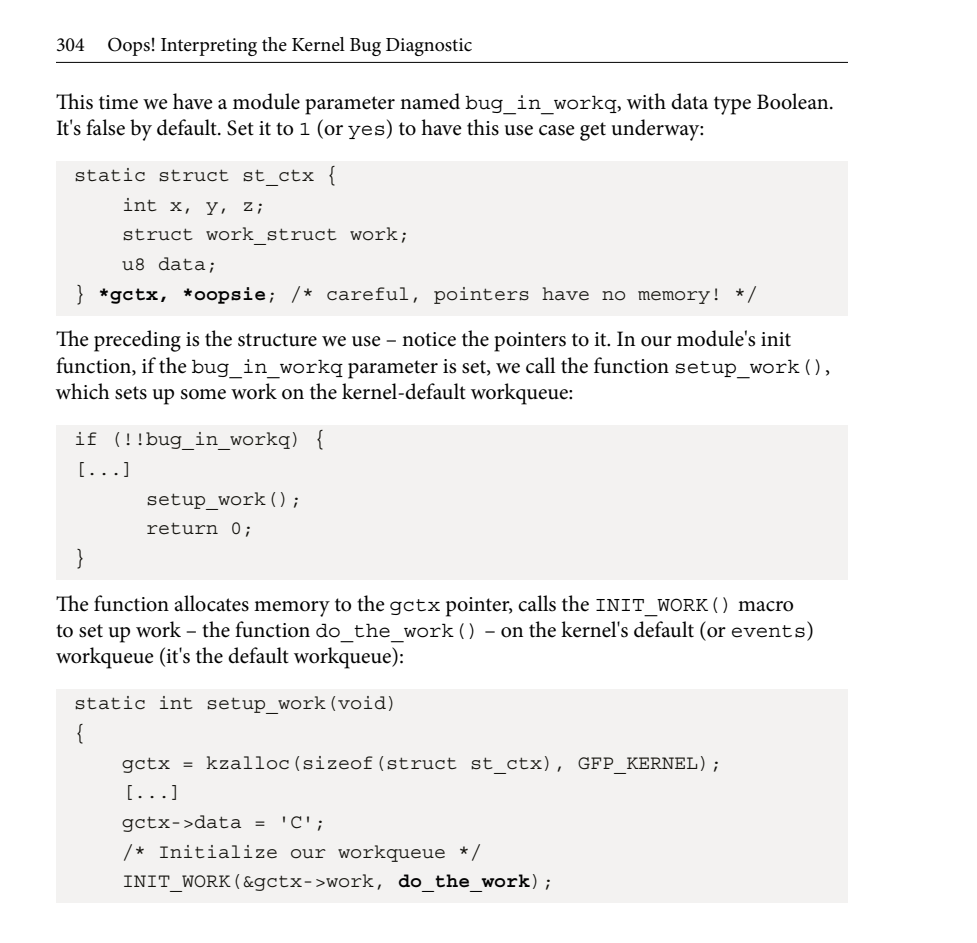 304 Oops! Interpreting the Kernel Bug Diagnostic
This time we have a module parameter named bug_in_workq, with data type Boolean.
It's false by default. Set it to 1 (or yes) to have this use case get underway:
static struct st_ctx {
    int x, y, z;
    struct work_struct work;
    u8 data;
} *gctx, *oopsie; /* careful, pointers have no memory! */
The preceding is the structure we use – notice the pointers to it. In our module's init
function, if the bug_in_workq parameter is set, we call the function setup_work(),
which sets up some work on the kernel-default workqueue:
if (!!bug_in_workq) {
[...]
      setup_work();
      return 0;
}
The function allocates memory to the gctx pointer, calls the INIT_WORK() macro
to set up work – the function do_the_work() – on the kernel's default (or events)
workqueue (it's the default workqueue):
static int setup_work(void)
{
    gctx = kzalloc(sizeof(struct st_ctx), GFP_KERNEL);
    [...]
    gctx->data = 'C';
    /* Initialize our workqueue */
    INIT_WORK(&gctx->work, do_the_work);